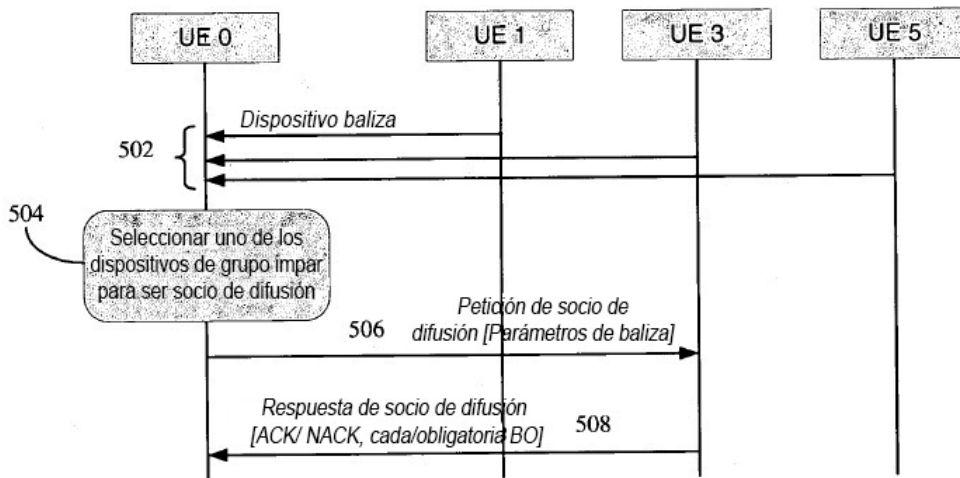 UE 0
UE 1
UE 3
UE 5
Dispositivo baliza
502
504
Seleccionar uno de los
dispositivos de grupo impar
para ser socio de difusión
506
Petición de socio de
difusión [Parámetros de baliza]
Respuesta de socio de difusión
[ACK/ NACK, cada/obligatoria BO]
508